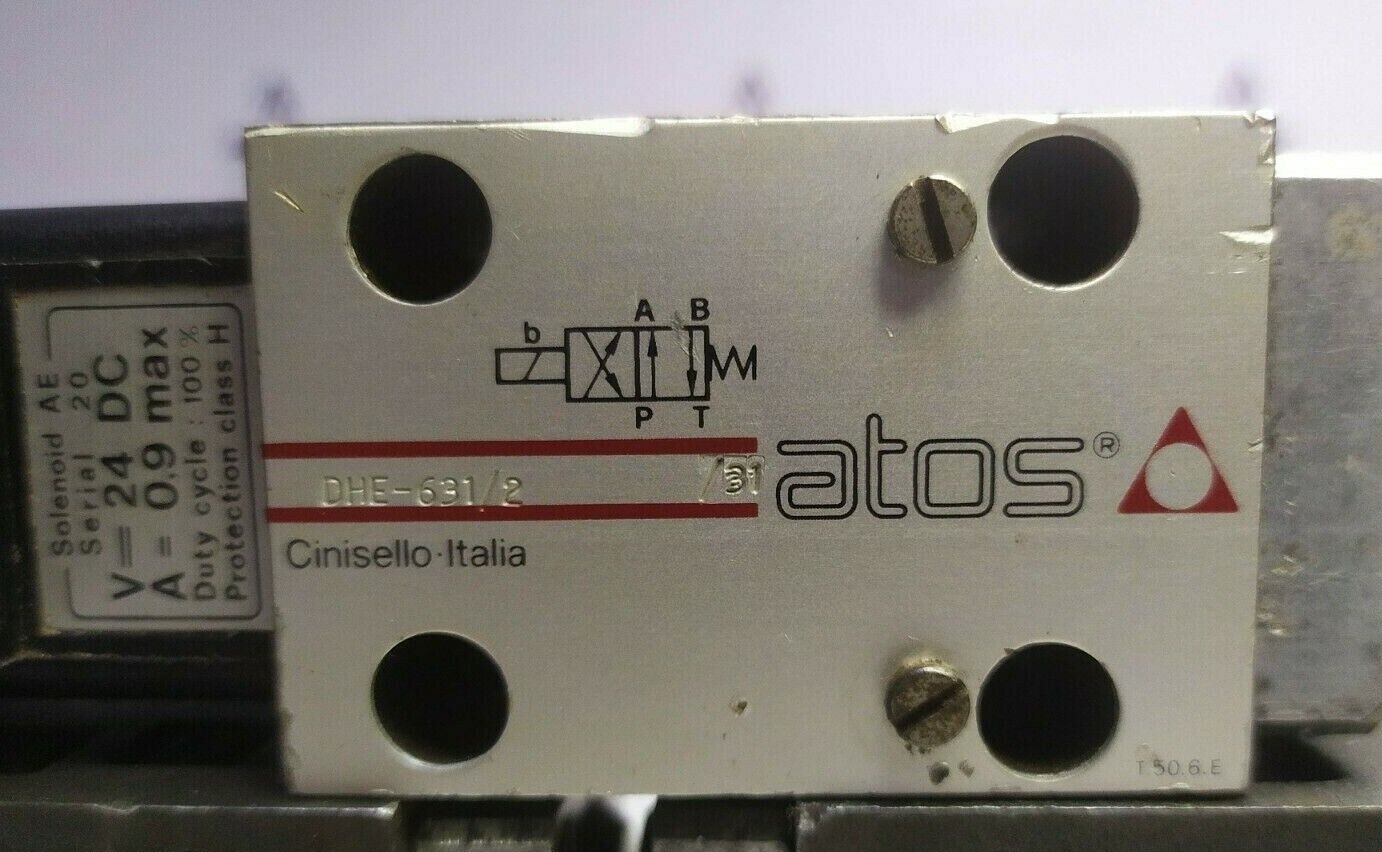 Solenoid AE
Serial 20
V= 24 DC
A = 0,9 max
Duty cycle : 100 %
Protection class H
A B
b
P T
DHE-631/2 /31
atos®
Cinisello·Italia
T.50.6.E